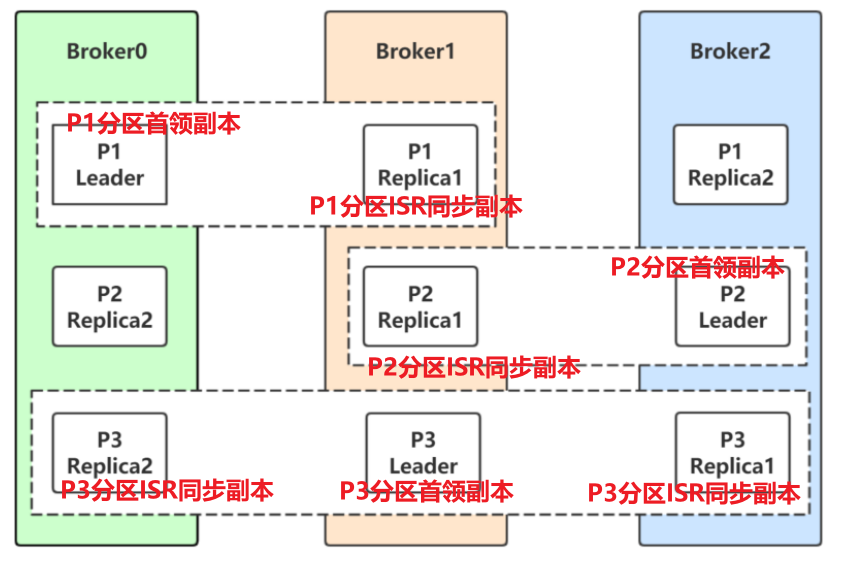 Broker0
Broker1
Broker2
P1分区首领副本
P1
Leader
P1
Replica1
P1
Replica2
P1分区ISR同步副本
P2分区首领副本
P2
Replica2
P2
Replica1
P2
Leader
P2分区ISR同步副本
P3
Replica2
P3
Leader
P3
Replica1
P3分区ISR同步副本
P3分区首领副本
P3分区ISR同步副本